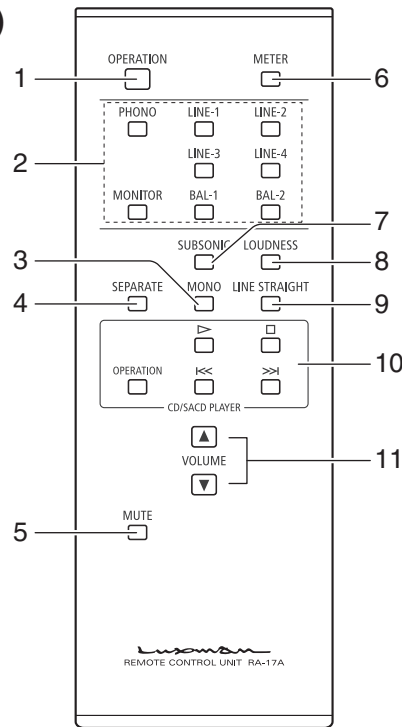 )
OPERATION METER
1 6
PHONO LINE-1 LINE-2
2
LINE-3 LINE-4
MONITOR BAL-1 BAL-2
7
SUBSONIC LOUDNESS
3 8
SEPARATE MONO LINE STRAIGHT
4 9
OPERATION
10
CD/SACD PLAYER
VOLUME
11
MUTE
5
LUXMAN
REMOTE CONTROL UNIT RA-17A